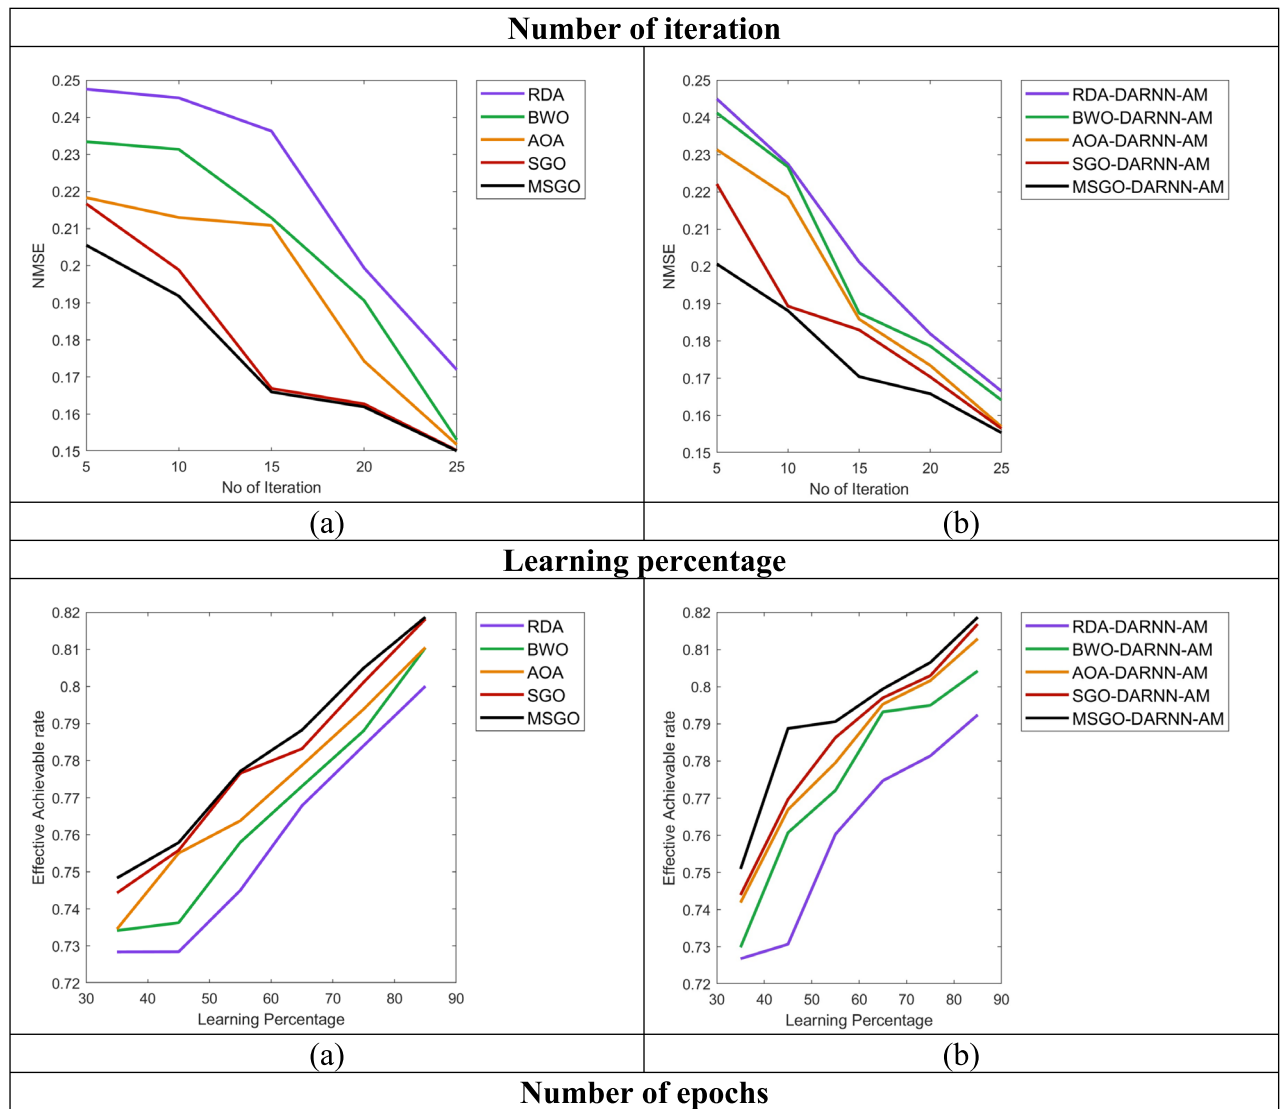 Number of iteration
0.25
0.24
0.23
0.22
0.21
0.2
0.19
0.18
0.17
0.16
0.15
NMSE
5 10 15 20 25
No of Iteration
RDA
BWO
AOA
SGO
MSGO
0.25
0.24
0.23
0.22
0.21
0.2
0.19
0.18
0.17
0.16
0.15
NMSE
5 10 15 20 25
No of Iteration
RDA-DARNN-AM
BWO-DARNN-AM
AOA-DARNN-AM
SGO-DARNN-AM
MSGO-DARNN-AM
(a) (b)
Learning percentage
0.82
0.81
0.8
0.79
0.78
0.77
0.76
0.75
0.74
0.73
0.72
Effective Achievable rate
30 40 50 60 70 80 90
Learning Percentage
RDA
BWO
AOA
SGO
MSGO
0.82
0.81
0.8
0.79
0.78
0.77
0.76
0.75
0.74
0.73
0.72
Effective Achievable rate
30 40 50 60 70 80 90
Learning Percentage
RDA-DARNN-AM
BWO-DARNN-AM
AOA-DARNN-AM
SGO-DARNN-AM
MSGO-DARNN-AM
(a) (b)
Number of epochs